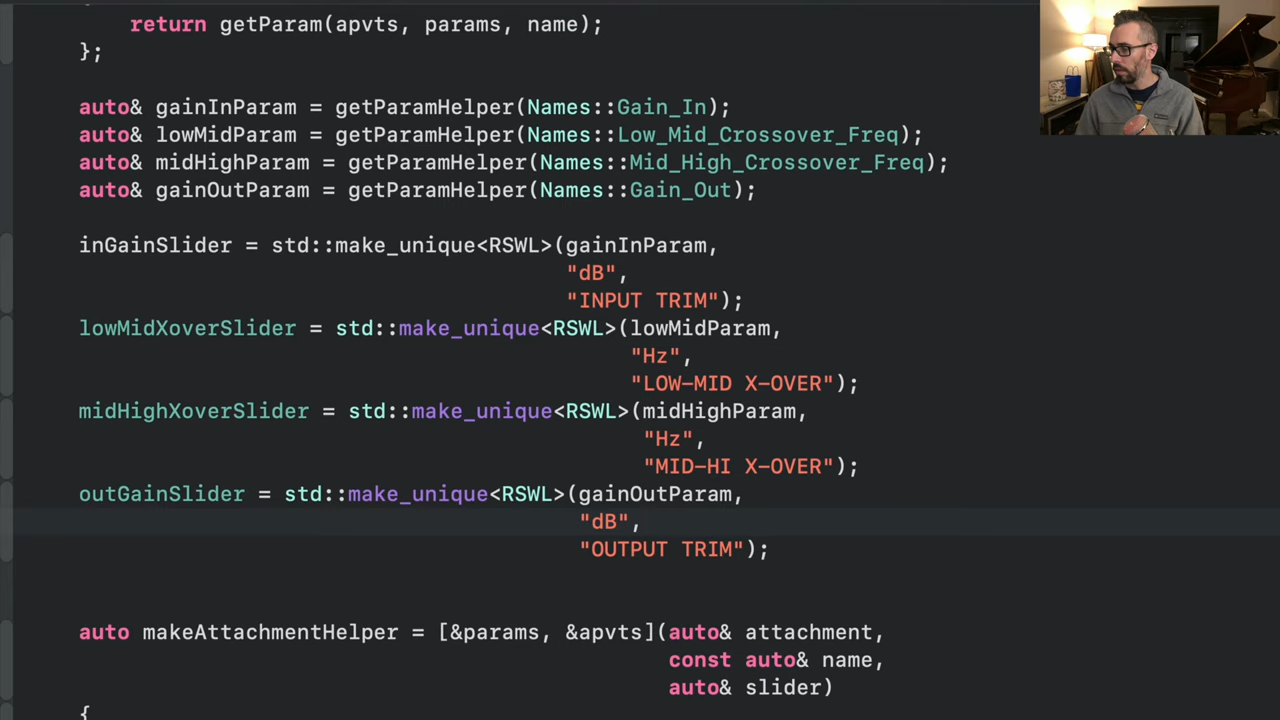 return getParam(apvts, params, name);
};
auto& gainInParam = getParamHelper(Names::Gain_In);
auto& lowMidParam = getParamHelper(Names::Low_Mid_Crossover_Freq);
auto& midHighParam = getParamHelper(Names::Mid_High_Crossover_Freq);
auto& gainOutParam = getParamHelper(Names::Gain_Out);
inGainSlider = std::make_unique<RSWL>(gainInParam,
"dB",
"INPUT TRIM");
lowMidXoverSlider = std::make_unique<RSWL>(lowMidParam,
"Hz",
"LOW-MID X-OVER");
midHighXoverSlider = std::make_unique<RSWL>(midHighParam,
"Hz",
"MID-HI X-OVER");
outGainSlider = std::make_unique<RSWL>(gainOutParam,
"dB",
"OUTPUT TRIM");
auto makeAttachmentHelper = [&params, &apvts](auto& attachment,
const auto& name,
auto& slider)
{